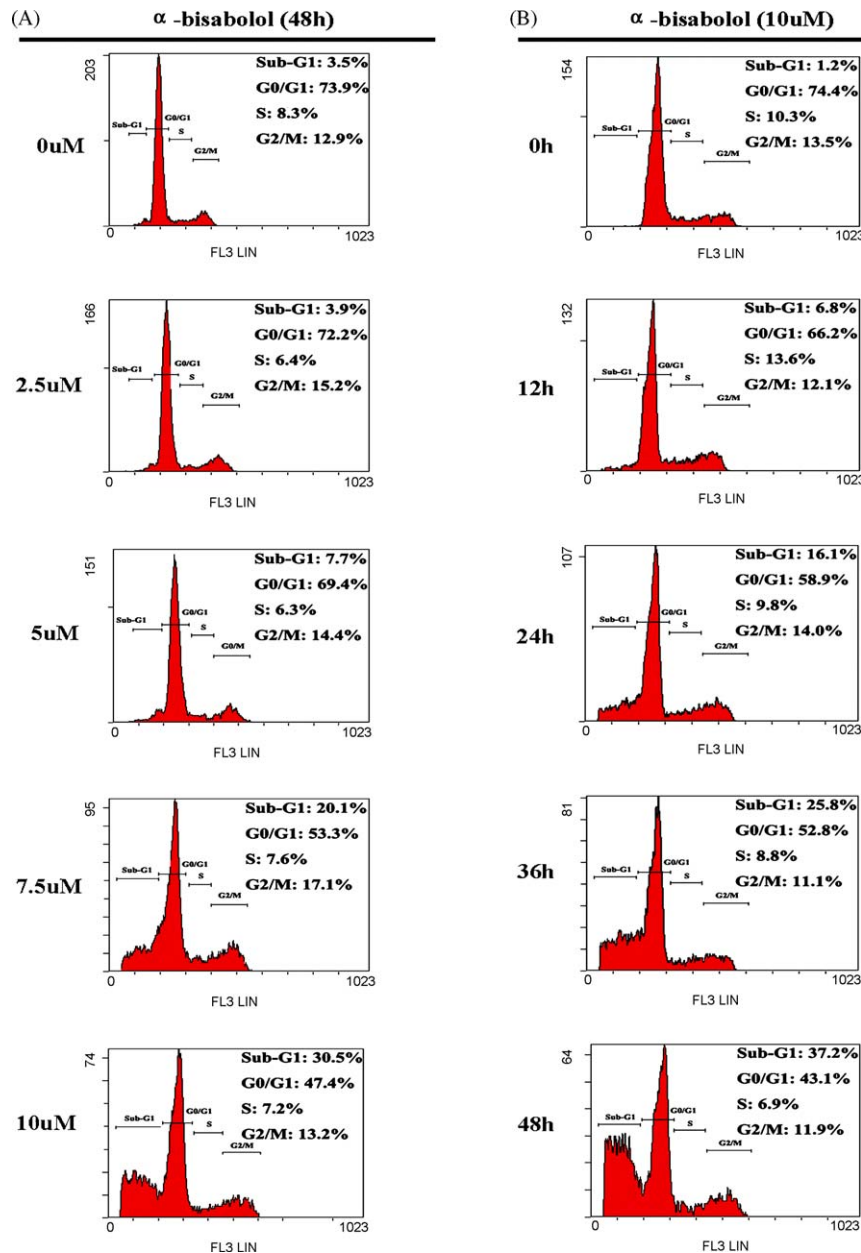 (A)
α -bisabolol (48h)
0uM
203
Sub-G1: 3.5%
G0/G1: 73.9%
S: 8.3%
G2/M: 12.9%
Sub-G1
G0/G1
S
G2/M
0
1023
FL3 LIN
2.5uM
166
Sub-G1: 3.9%
G0/G1: 72.2%
S: 6.4%
G2/M: 15.2%
Sub-G1
G0/G1
S
G2/M
0
1023
FL3 LIN
5uM
151
Sub-G1: 7.7%
G0/G1: 69.4%
S: 6.3%
G2/M: 14.4%
Sub-G1
G0/G1
S
G0/M
0
1023
FL3 LIN
7.5uM
95
Sub-G1: 20.1%
G0/G1: 53.3%
S: 7.6%
G2/M: 17.1%
Sub-G1
G0/G1
S
G2/M
0
1023
FL3 LIN
10uM
74
Sub-G1: 30.5%
G0/G1: 47.4%
S: 7.2%
G2/M: 13.2%
Sub-G1
G0/G1
S
G2/M
0
1023
FL3 LIN
(B)
α -bisabolol (10uM)
0h
154
Sub-G1: 1.2%
G0/G1: 74.4%
S: 10.3%
G2/M: 13.5%
Sub-G1
G0/G1
S
G2/M
0
1023
FL3 LIN
12h
132
Sub-G1: 6.8%
G0/G1: 66.2%
S: 13.6%
G2/M: 12.1%
Sub-G1
G0/G1
S
G2/M
0
1023
FL3 LIN
24h
107
Sub-G1: 16.1%
G0/G1: 58.9%
S: 9.8%
G2/M: 14.0%
Sub-G1
G0/G1
S
G2/M
0
1023
FL3 LIN
36h
81
Sub-G1: 25.8%
G0/G1: 52.8%
S: 8.8%
G2/M: 11.1%
Sub-G1
G0/G1
S
G2/M
0
1023
FL3 LIN
48h
64
Sub-G1: 37.2%
G0/G1: 43.1%
S: 6.9%
G2/M: 11.9%
Sub-G1
G0/G1
S
G2/M
0
1023
FL3 LIN